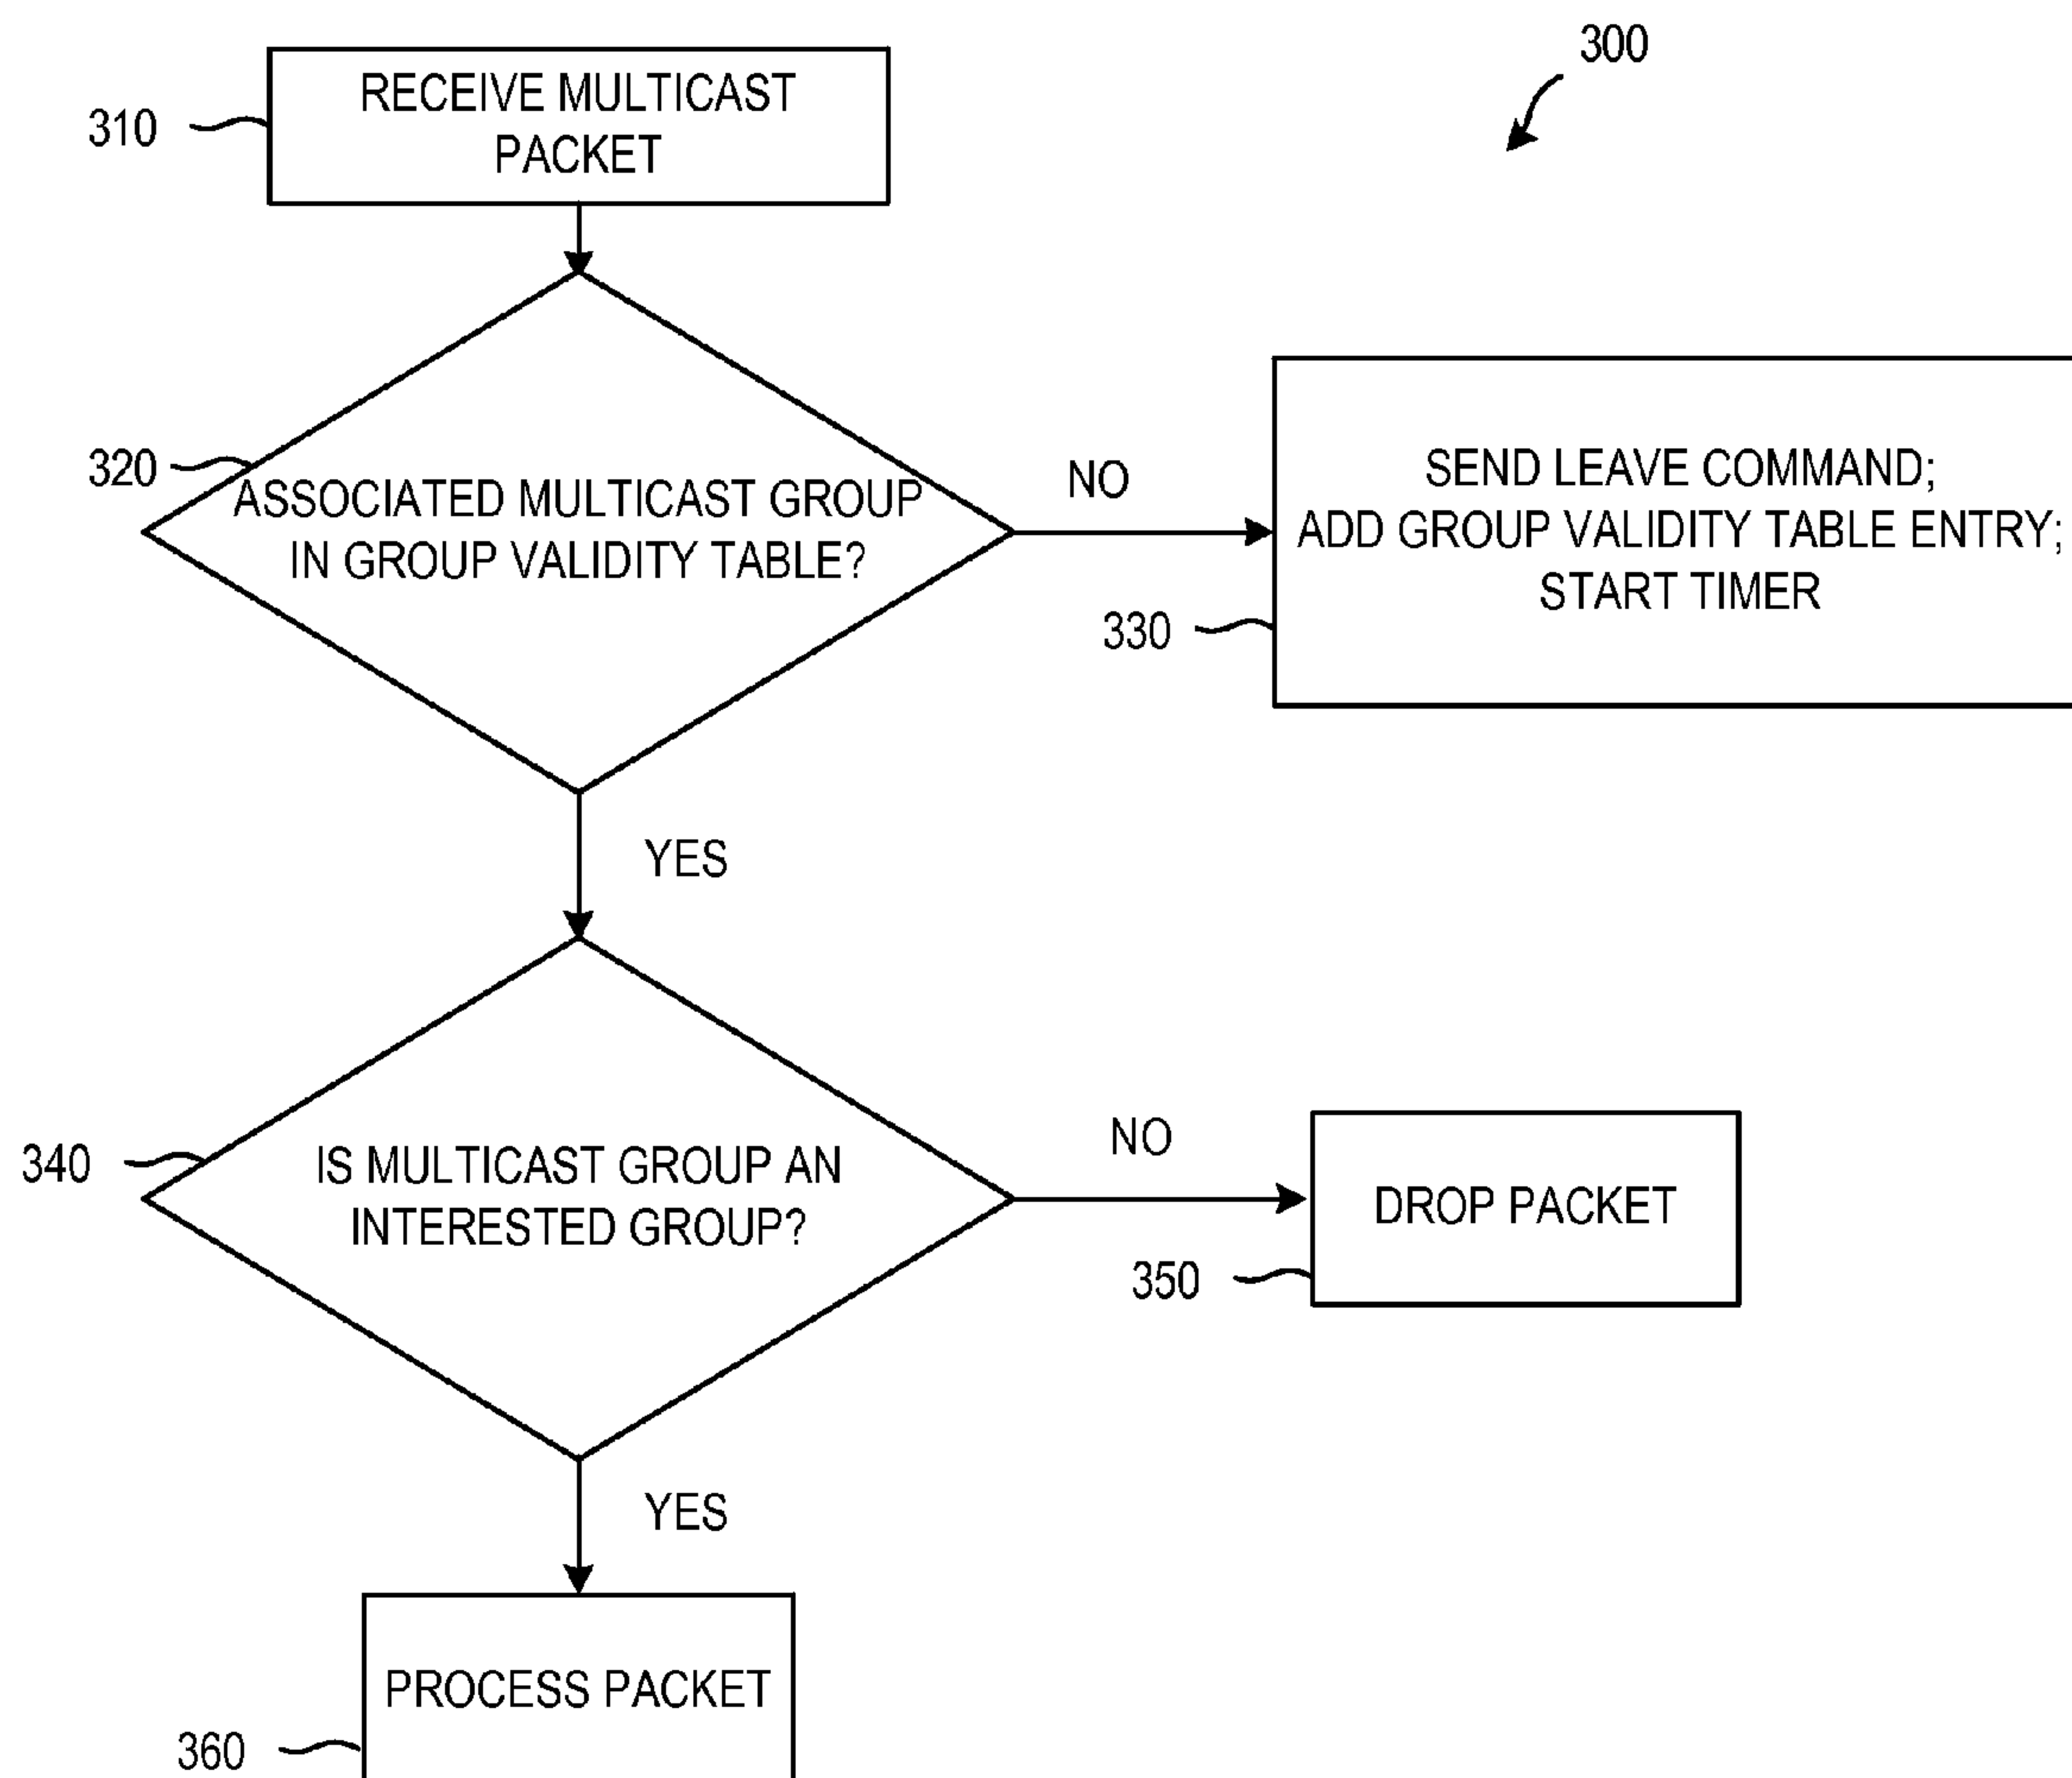 300
310
RECEIVE MULTICAST
PACKET
320
ASSOCIATED MULTICAST GROUP
IN GROUP VALIDITY TABLE?
NO
SEND LEAVE COMMAND;
ADD GROUP VALIDITY TABLE ENTRY;
START TIMER
330
YES
340
IS MULTICAST GROUP AN
INTERESTED GROUP?
NO
DROP PACKET
350
YES
PROCESS PACKET
360